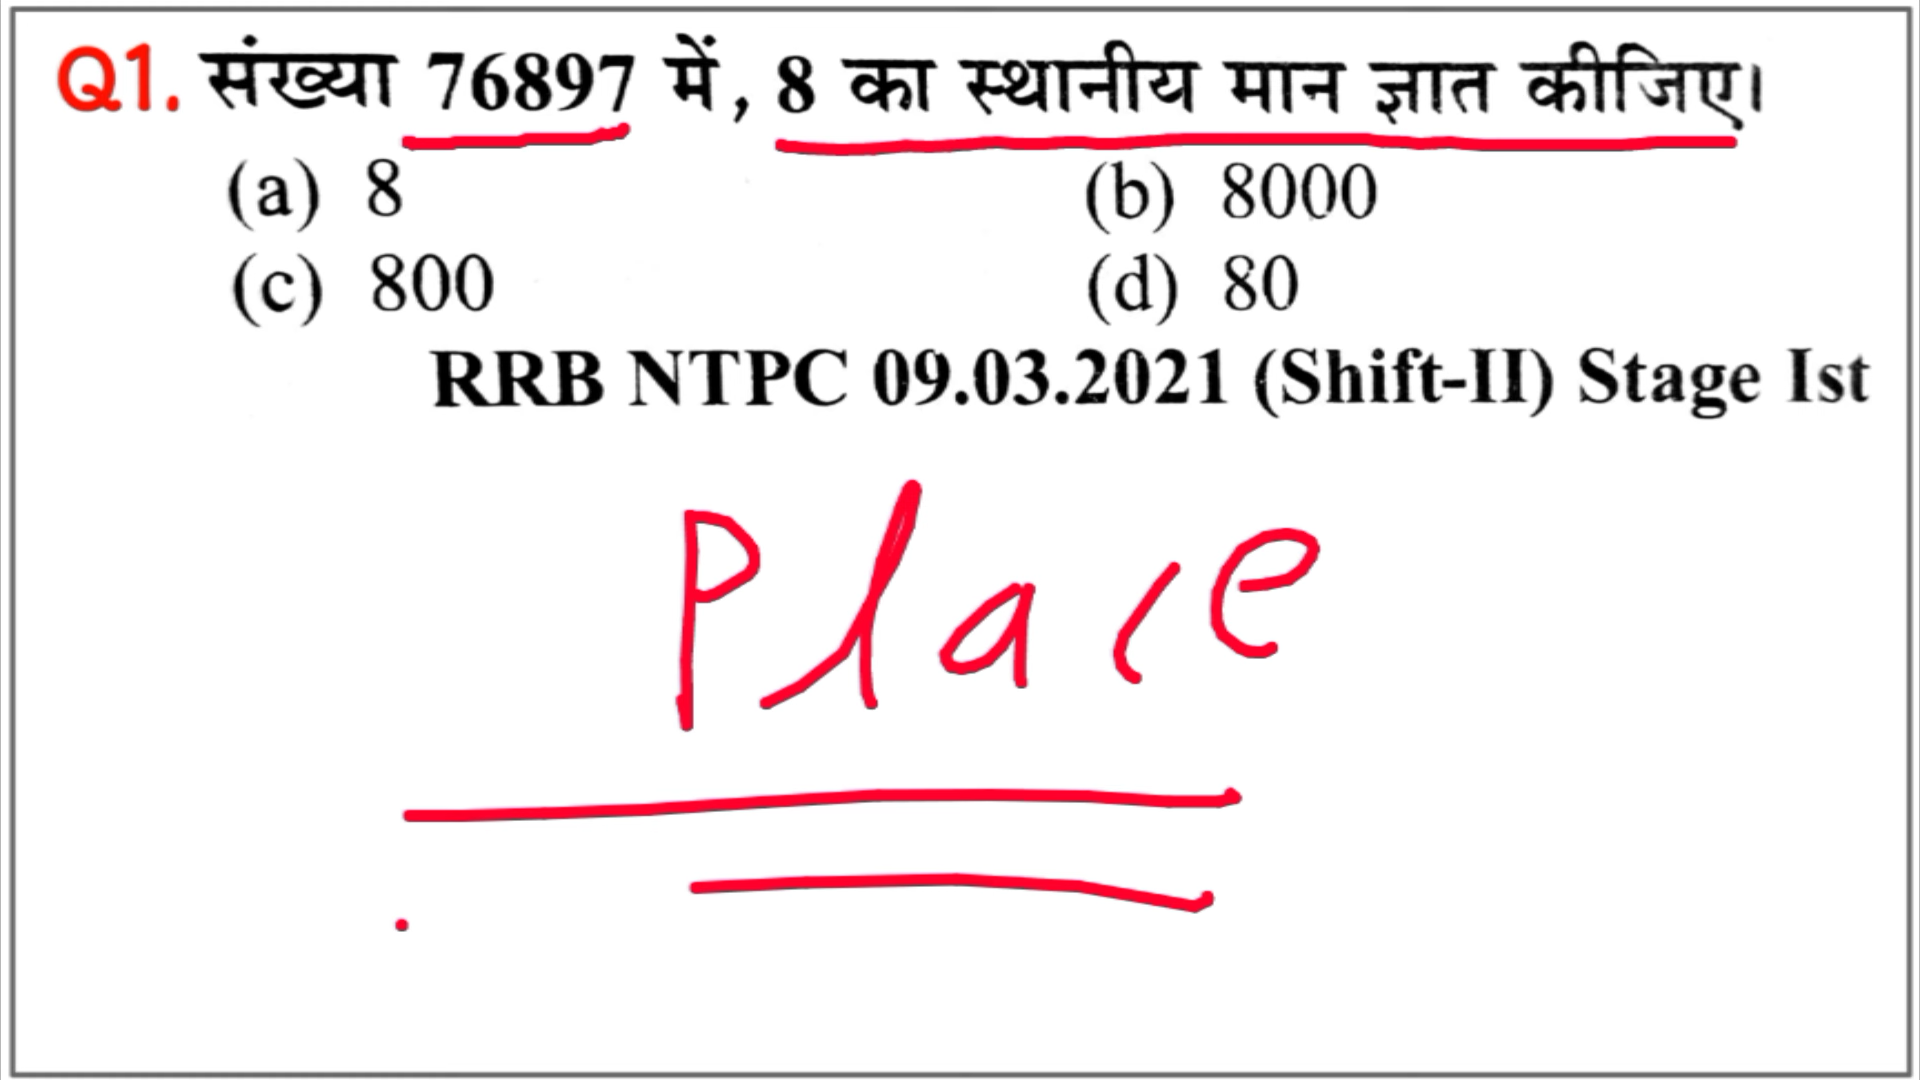 Q1. संख्या 76897 में, 8 का स्थानीय मान ज्ञात कीजिए।
(a) 8 (b) 8000
(c) 800 (d) 80
RRB NTPC 09.03.2021 (Shift-II) Stage Ist
Place